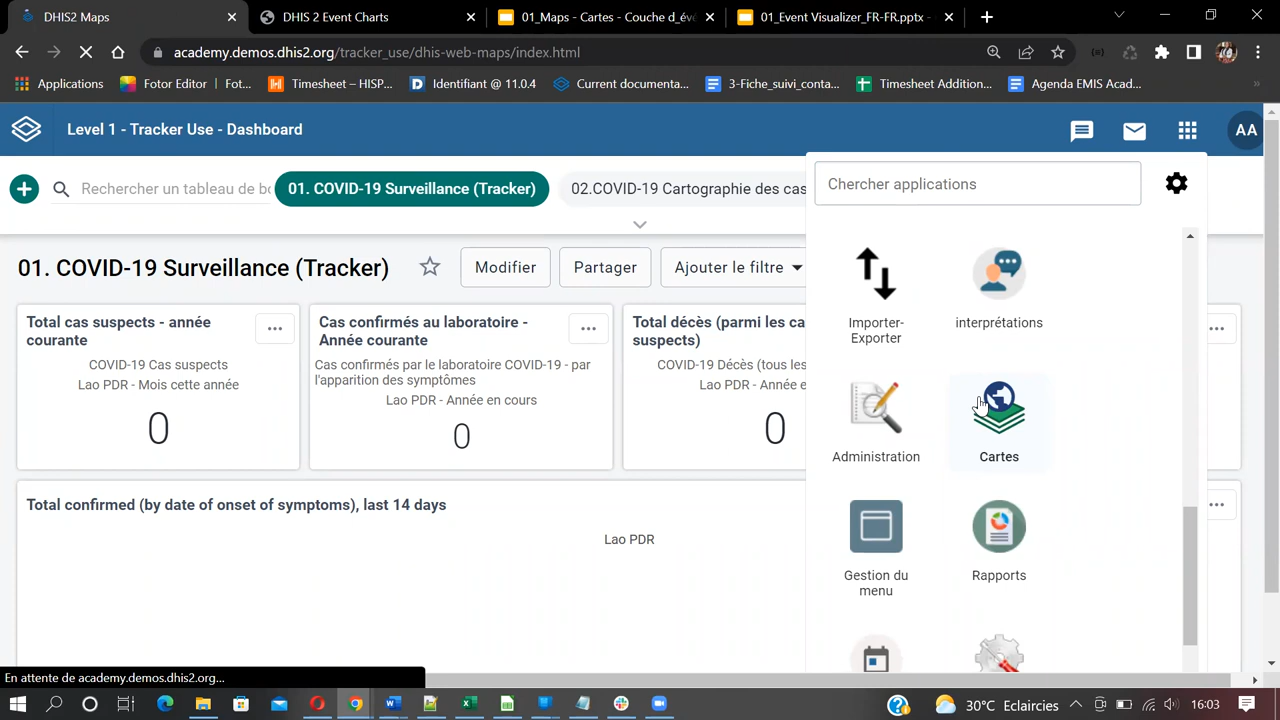 DHIS2 Maps
DHIS 2 Event Charts
01_Maps - Cartes - Couche d_évé
01_Event Visualizer_FR-FR.pptx -
academy.demos.dhis2.org/tracker_use/dhis-web-maps/index.html
Applications
Fotor Editor | Fot...
Timesheet – HISP...
Identifiant @ 11.0.4
Current documenta...
3-Fiche_suivi_conta...
Timesheet Addition...
Agenda EMIS Acad...
Level 1 - Tracker Use - Dashboard
AA
Rechercher un tableau de bo
01. COVID-19 Surveillance (Tracker)
02.COVID-19 Cartographie des cas
Chercher applications
01. COVID-19 Surveillance (Tracker)
Modifier
Partager
Ajouter le filtre
Total cas suspects - année
courante
COVID-19 Cas suspects
Lao PDR - Mois cette année
0
Cas confirmés au laboratoire -
Année courante
Cas confirmés par le laboratoire COVID-19 - par
l'apparition des symptômes
Lao PDR - Année en cours
0
Total décès (parmi les ca
suspects)
COVID-19 Décès (tous les
Lao PDR - Année e
0
Importer-
Exporter
interprétations
Administration
Cartes
Gestion du
menu
Rapports
Total confirmed (by date of onset of symptoms), last 14 days
Lao PDR
En attente de academy.demos.dhis2.org...
30°C Eclaircies
16:03